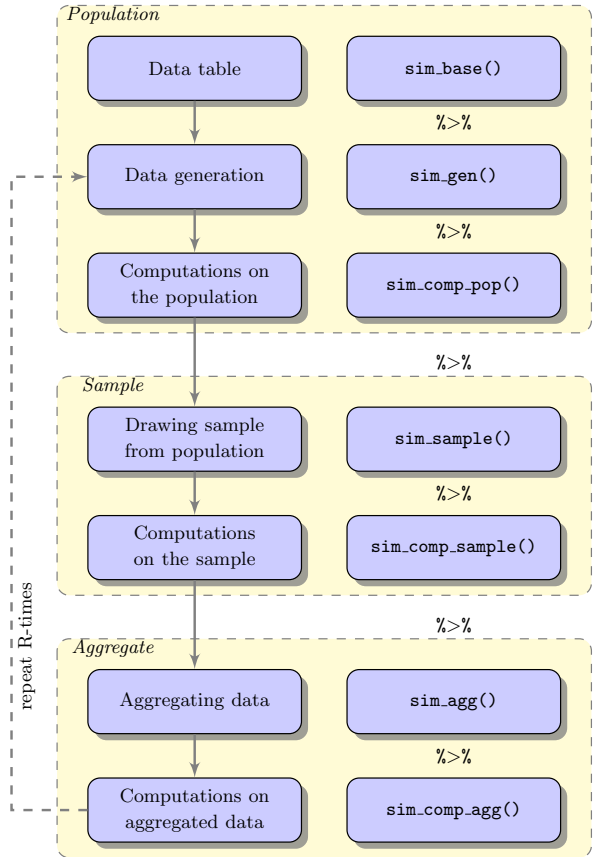 Population
Data table
sim_base()
%>%
Data generation
sim_gen()
%>%
Computations on
the population
sim_comp_pop()
%>%
Sample
Drawing sample
from population
sim_sample()
%>%
Computations
on the sample
sim_comp_sample()
%>%
Aggregate
Aggregating data
sim_agg()
%>%
Computations on
aggregated data
sim_comp_agg()
repeat R-times